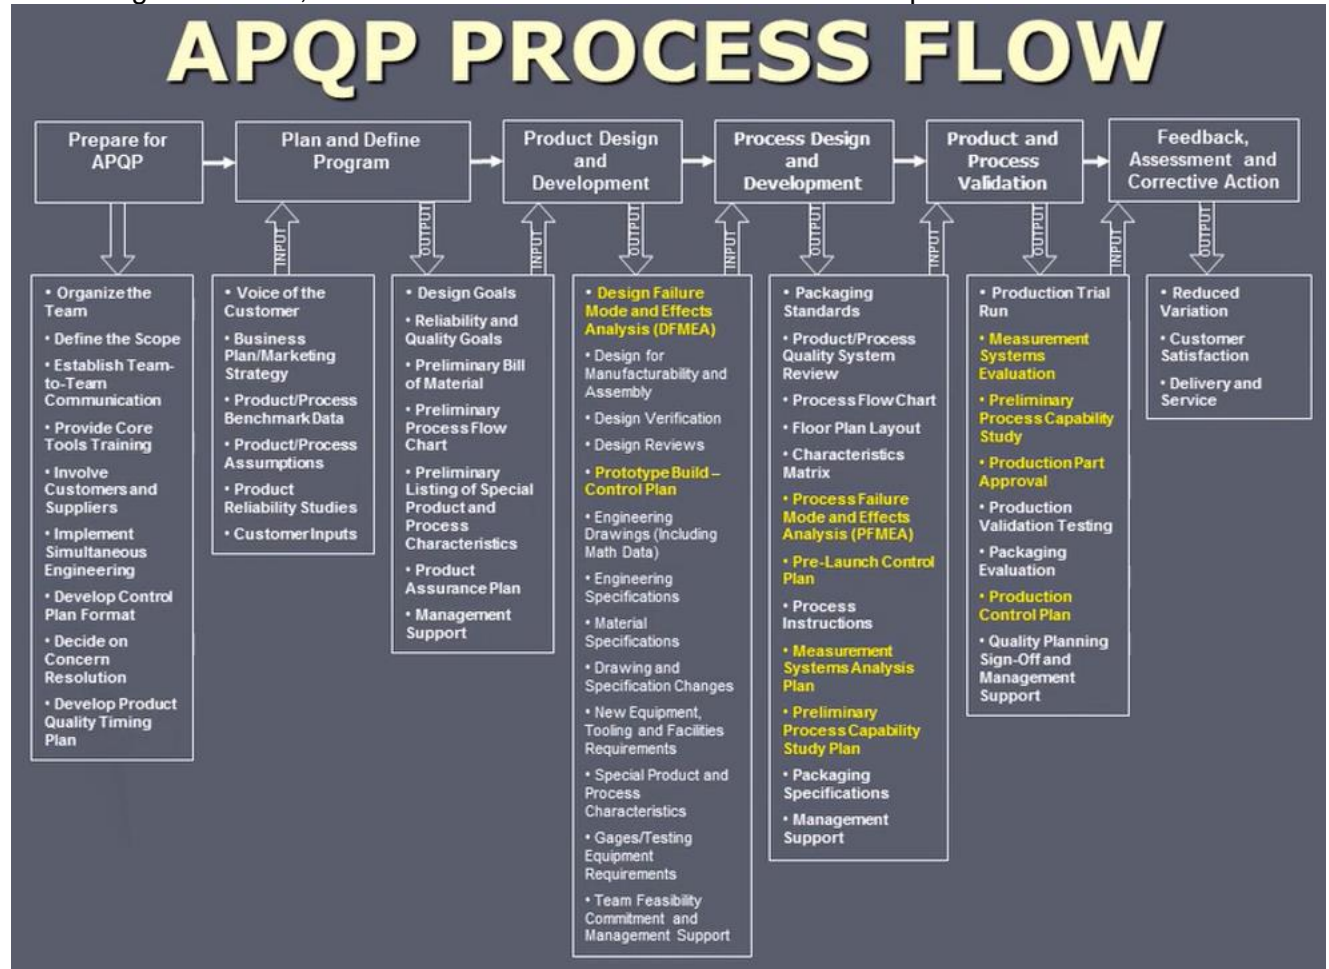 APQP PROCESS FLOW
Prepare for
APQP
Plan and Define
Program
Product Design
and
Development
Process Design
and
Development
Product and
Process
Validation
Feedback,
Assessment and
Corrective Action
INPUT
OUTPUT
INPUT
OUTPUT
INPUT
OUTPUT
INPUT
OUTPUT
INPUT
OUTPUT
• Organize the
Team
• Define the Scope
• Establish Team-
to-Team
Communication
• Provide Core
Tools Training
• Involve
Customers and
Suppliers
• Implement
Simultaneous
Engineering
• Develop Control
Plan Format
• Decide on
Concern
Resolution
• Develop Product
Quality Timing
Plan
• Voice of the
Customer
• Business
Plan/Marketing
Strategy
• Product/Process
Benchmark Data
• Product/Process
Assumptions
• Product
Reliability Studies
• Customer Inputs
• Design Goals
• Reliability and
Quality Goals
• Preliminary Bill
of Material
• Preliminary
Process Flow
Chart
• Preliminary
Listing of Special
Product and
Process
Characteristics
• Product
Assurance Plan
• Management
Support
• Design Failure
Mode and Effects
Analysis (DFMEA)
• Design for
Manufacturability and
Assembly
• Design Verification
• Design Reviews
• Prototype Build –
Control Plan
• Engineering
Drawings (Including
Math Data)
• Engineering
Specifications
• Material
Specifications
• Drawing and
Specification Changes
• New Equipment,
Tooling and Facilities
Requirements
• Special Product and
Process
Characteristics
• Gages/Testing
Equipment
Requirements
• Team Feasibility
Commitment and
Management Support
• Packaging
Standards
• Product/Process
Quality System
Review
• Process Flow Chart
• Floor Plan Layout
• Characteristics
Matrix
• Process Failure
Mode and Effects
Analysis (PFMEA)
• Pre-Launch Control
Plan
• Process
Instructions
• Measurement
Systems Analysis
Plan
• Preliminary
Process Capability
Study Plan
• Packaging
Specifications
• Management
Support
• Production Trial
Run
• Measurement
Systems
Evaluation
• Preliminary
Process Capability
Study
• Production Part
Approval
• Production
Validation Testing
• Packaging
Evaluation
• Production
Control Plan
• Quality Planning
Sign-Off and
Management
Support
• Reduced
Variation
• Customer
Satisfaction
• Delivery and
Service